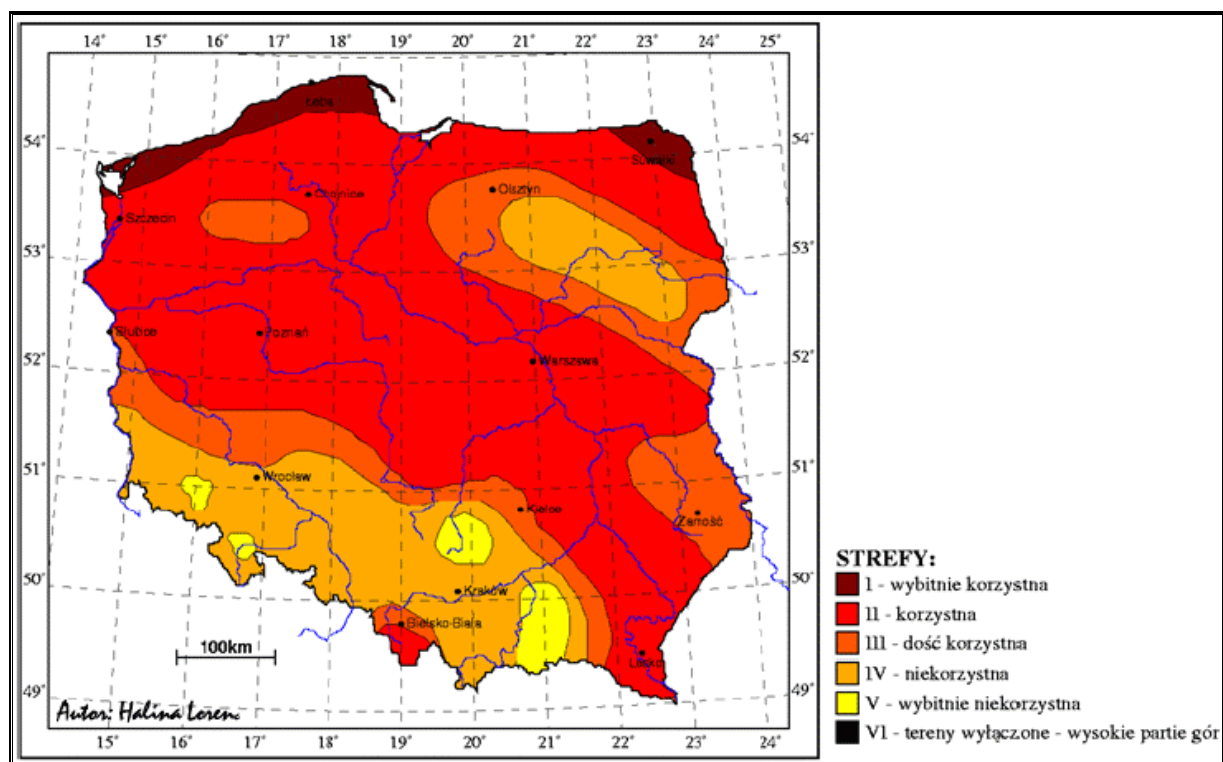 14° 15° 16° 17° 18° 19° 20° 21° 22° 23° 24° 25°
Łeba
54° 54°
Suwałki
Olsztyn
Chojnice
Szczecin
53° 53°
Słubice Poznań
Warszawa
52° 52°
51° Wrocław 51°
Kielce
Zamość
STREFY:
50° 50°
I - wybitnie korzystna
Kraków
II - korzystna
Bielsko-Biała
100km
III - dość korzystna
Lesko
IV - niekorzystna
49° 49°
V - wybitnie niekorzystna
Autor: Halina Lorenc
VI - tereny wyłączone - wysokie partie gór
15° 16° 17° 18° 19° 20° 21° 22° 23° 24°